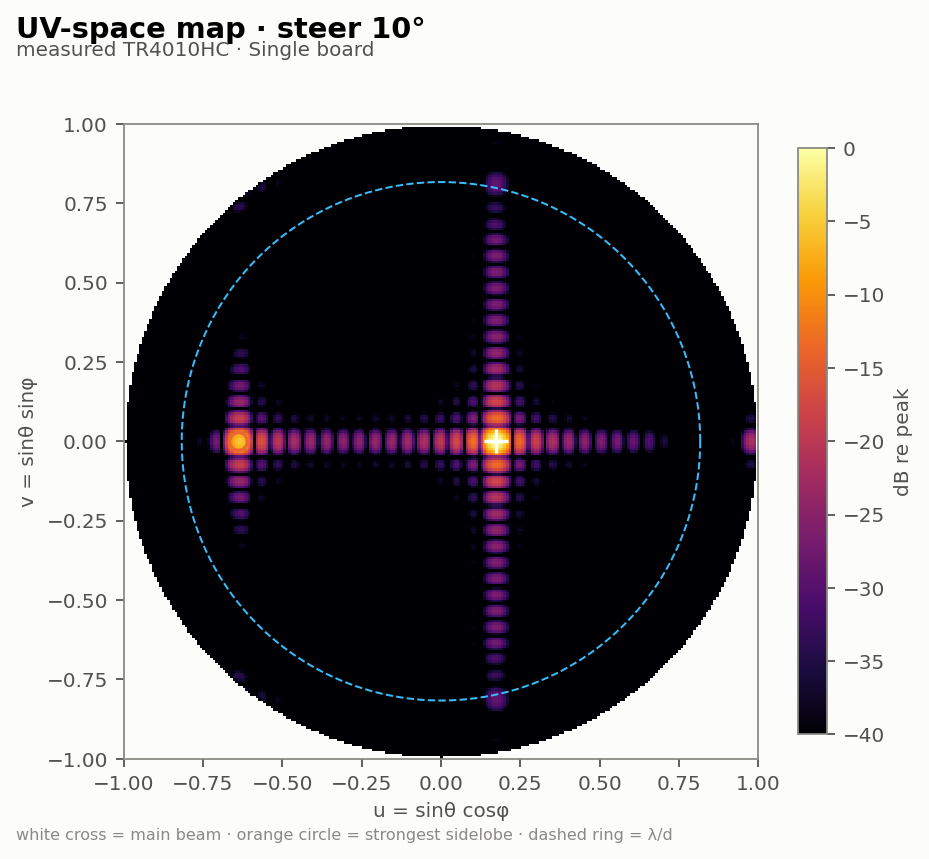 UV-space map · steer 10°
measured TR4010HC · Single board
1.00
0.75
0.50
0.25
0.00
−0.25
−0.50
−0.75
−1.00
v = sinθ sinφ
−1.00 −0.75 −0.50 −0.25 0.00 0.25 0.50 0.75 1.00
u = sinθ cosφ
0
−5
−10
−15
−20
−25
−30
−35
−40
dB re peak
white cross = main beam · orange circle = strongest sidelobe · dashed ring = λ/d